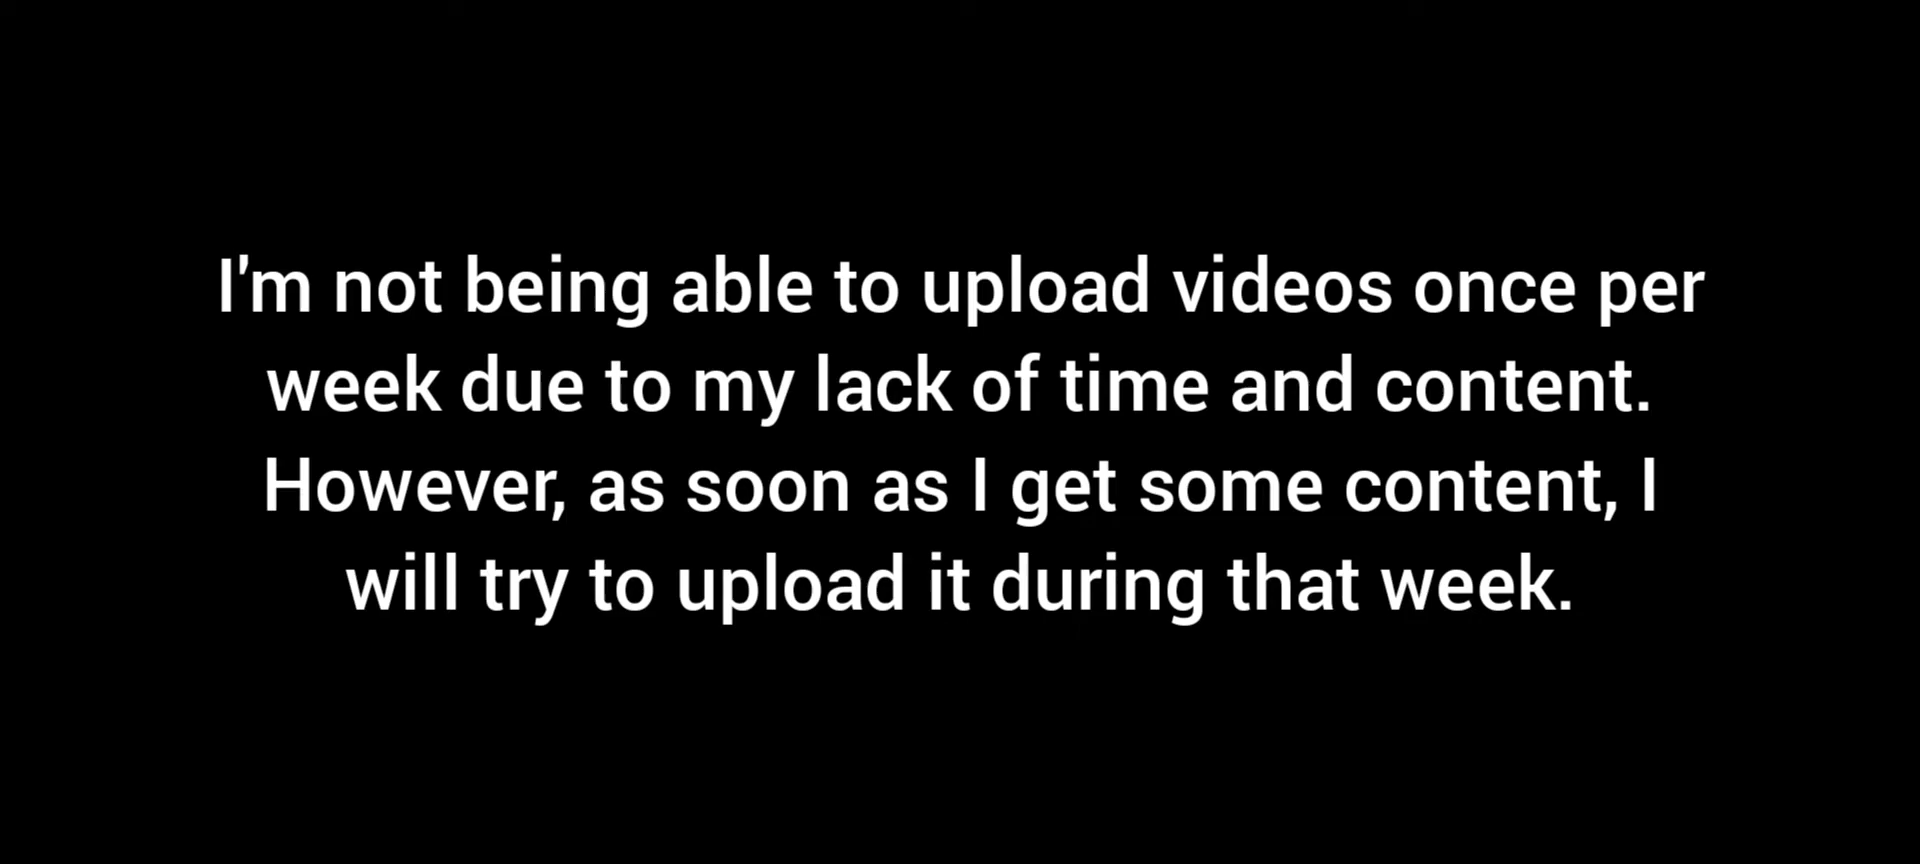 I'm not being able to upload videos once per
week due to my lack of time and content.
However, as soon as I get some content, I
will try to upload it during that week.